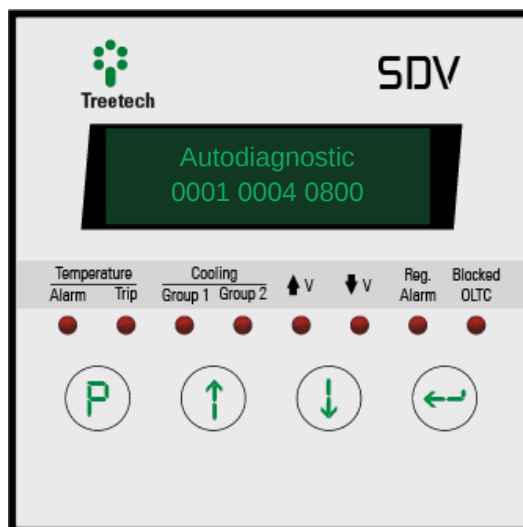 Treetech
SDV
Autodiagnostic
0001 0004 0800
Temperature
Alarm Trip
Cooling
Group 1 Group 2
V
V
Reg.
Alarm
Blocked
OLTC
P